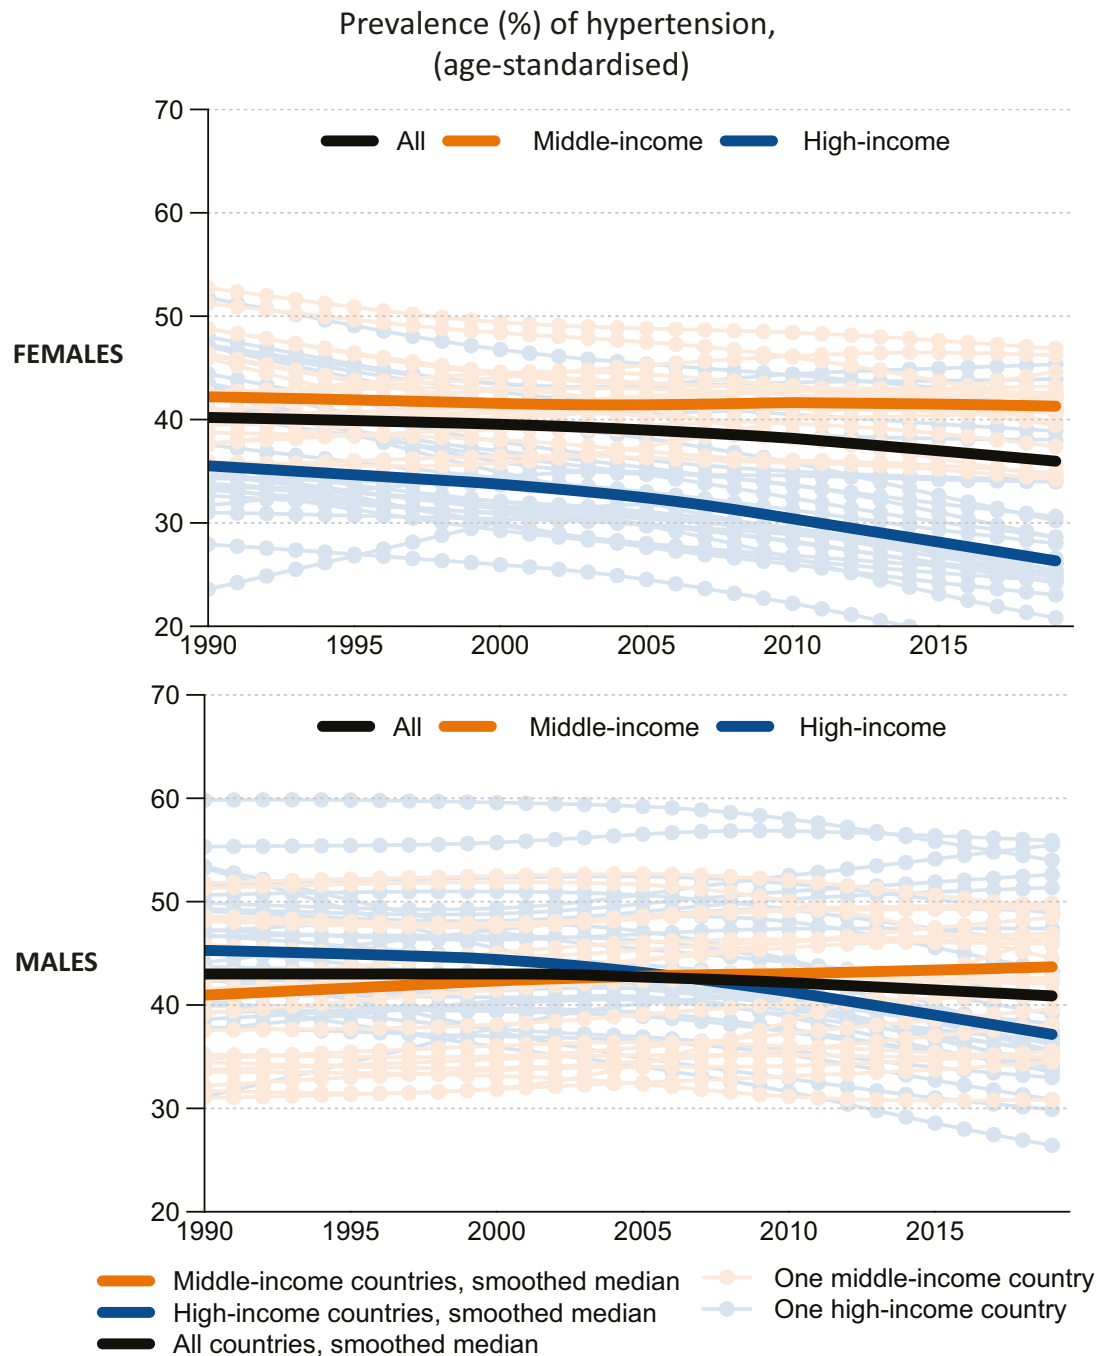 Prevalence (%) of hypertension,
(age-standardised)
70
All Middle-income High-income
60
50
FEMALES
40
30
20
1990 1995 2000 2005 2010 2015
70
All Middle-income High-income
60
50
MALES
40
30
20
1990 1995 2000 2005 2010 2015
Middle-income countries, smoothed median One middle-income country
High-income countries, smoothed median One high-income country
All countries, smoothed median